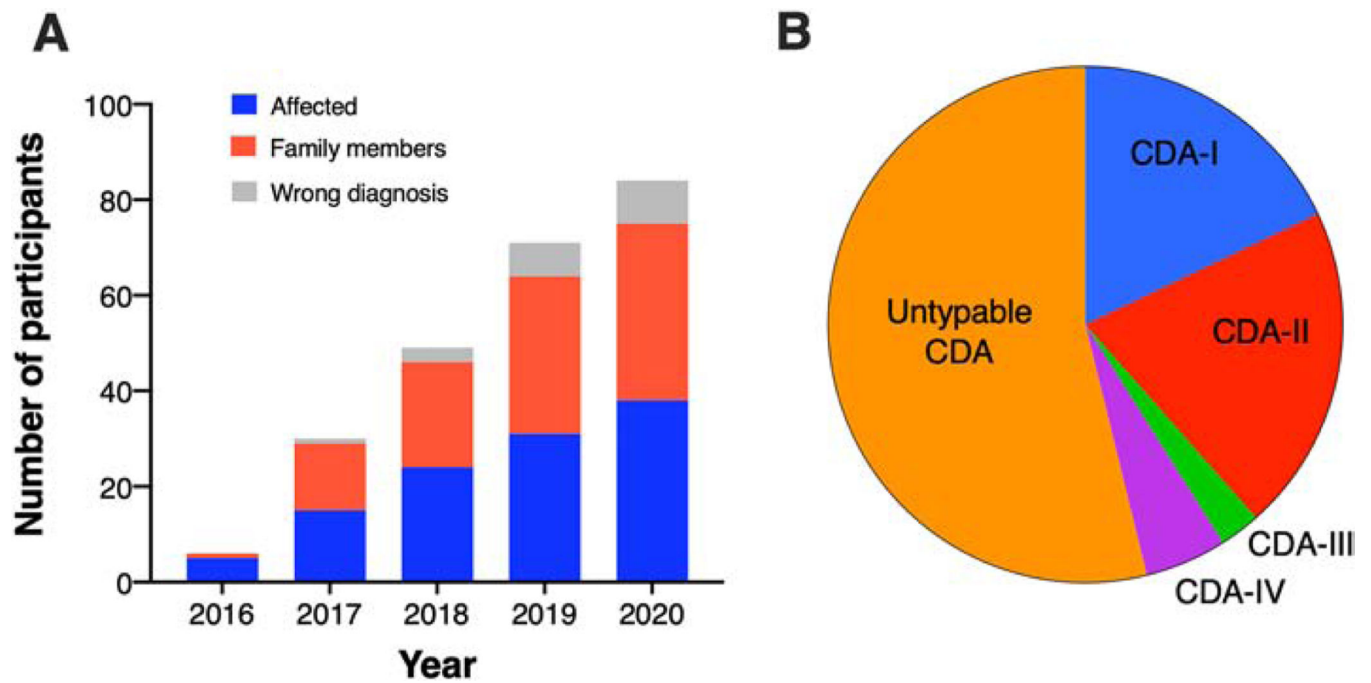 A
Number of participants
100
80
60
40
20
0
Affected
Family members
Wrong diagnosis
2016 2017 2018 2019 2020
Year
B
CDA-I
CDA-II
CDA-III
CDA-IV
Untypable
CDA